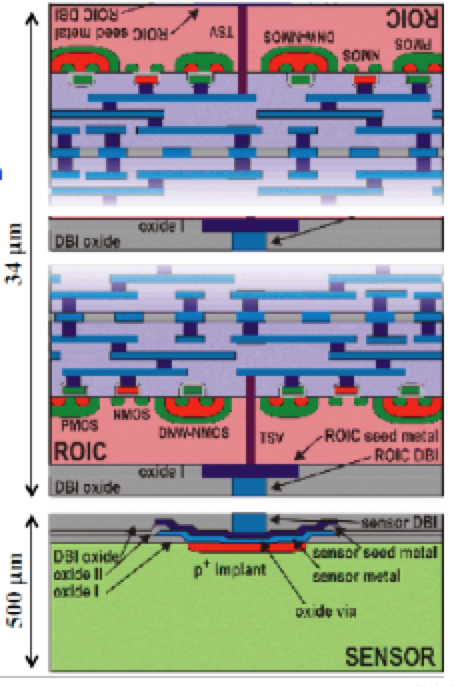 ROIC DBI
ROIC seed metal
TSV
ROIC
DNW-NMOS
NMOS
PMOS
oxide I
DBI oxide
34 µm
PMOS
NMOS
DNW-NMOS
TSV
ROIC seed metal
ROIC DBI
ROIC
oxide I
DBI oxide
sensor DBI
DBI oxide
oxide II
oxide I
p+ implant
sensor seed metal
sensor metal
oxide via
500 µm
SENSOR